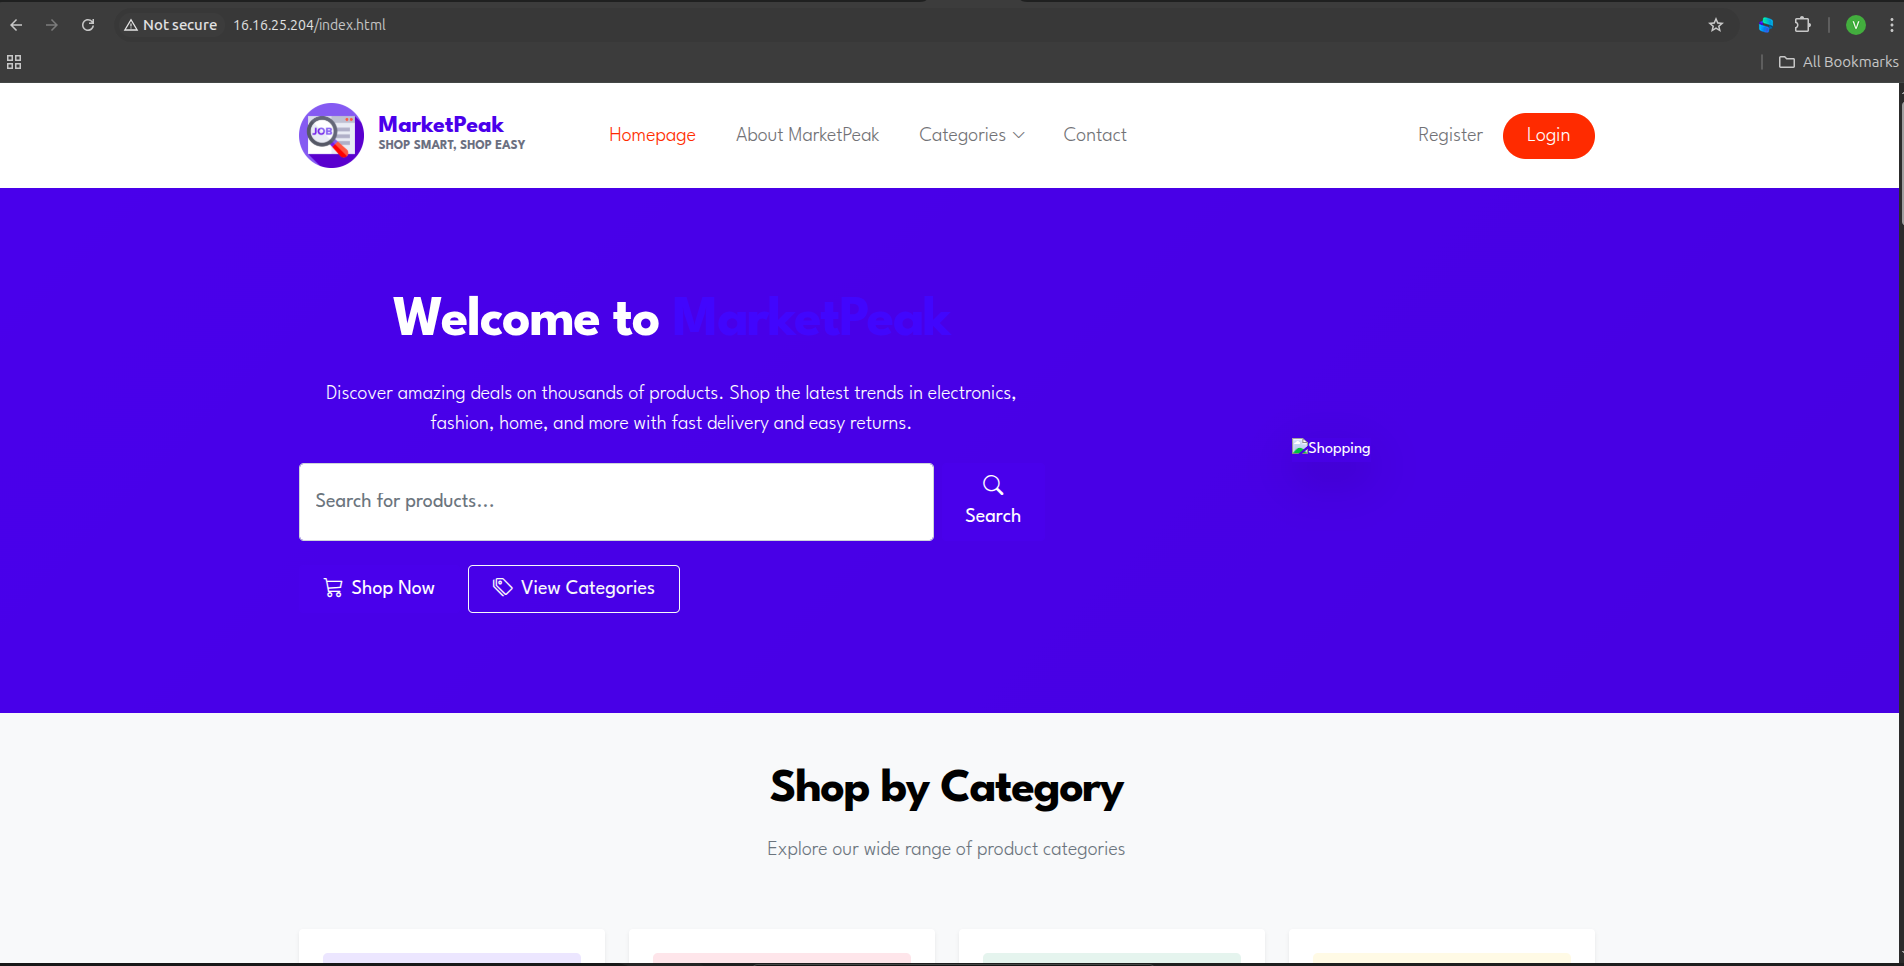 Not secure 16.16.25.204/index.html
V
All Bookmarks
JOB
MarketPeak
SHOP SMART, SHOP EASY
Homepage About MarketPeak Categories Contact Register Login
Welcome to MarketPeak
Discover amazing deals on thousands of products. Shop the latest trends in electronics,
fashion, home, and more with fast delivery and easy returns.
Search for products...
Search
Shopping
Shop Now View Categories
Shop by Category
Explore our wide range of product categories